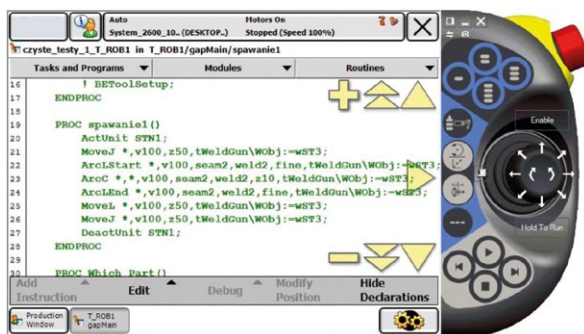 Auto
Motors On
System_2600_10.. (DESKTOP..)
Stopped (Speed 100%)
czyste_testy_1_T_ROB1 in T_ROB1/gapMain/spawanie1
Tasks and Programs
Modules
Routines
16 ! BEToolSetup;
17 ENDPROC
18
19 PROC spawanie1()
20 ActUnit STN1;
21 MoveJ *,v100,z50,tWeldGun\WObj:=wST3;
22 ArcLStart *,v100,seam2,weld2,fine,tWeldGun\WObj:=wST3;
23 ArcC *,*,v100,seam2,weld2,z10,tWeldGun\WObj:=wST3;
24 ArcLEnd *,v100,seam2,weld2,fine,tWeldGun\WObj:=wST3;
25 MoveL *,v100,z50,tWeldGun\WObj:=wST3;
26 MoveJ *,v100,z50,tWeldGun\WObj:=wST3;
27 DeactUnit STN1;
28 ENDPROC
29
30 PROC Which_Part()
Add Instruction
Edit
Debug
Modify Position
Hide Declarations
Production Window
T_ROB1 gapMain
Enable
Hold To Run